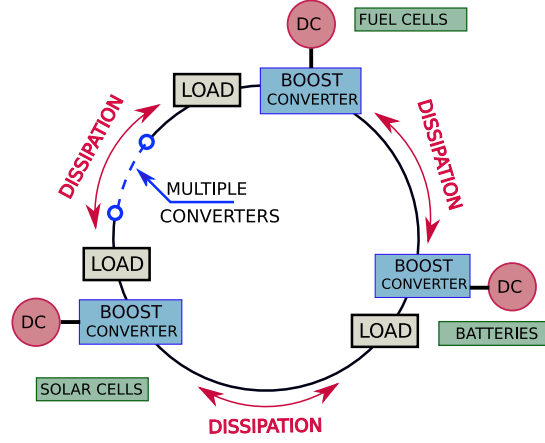 DC
FUEL CELLS
LOAD
BOOST
CONVERTER
DISSIPATION
DISSIPATION
MULTIPLE
CONVERTERS
LOAD
BOOST
CONVERTER
DC
DC
BOOST
CONVERTER
LOAD
BATTERIES
SOLAR CELLS
DISSIPATION